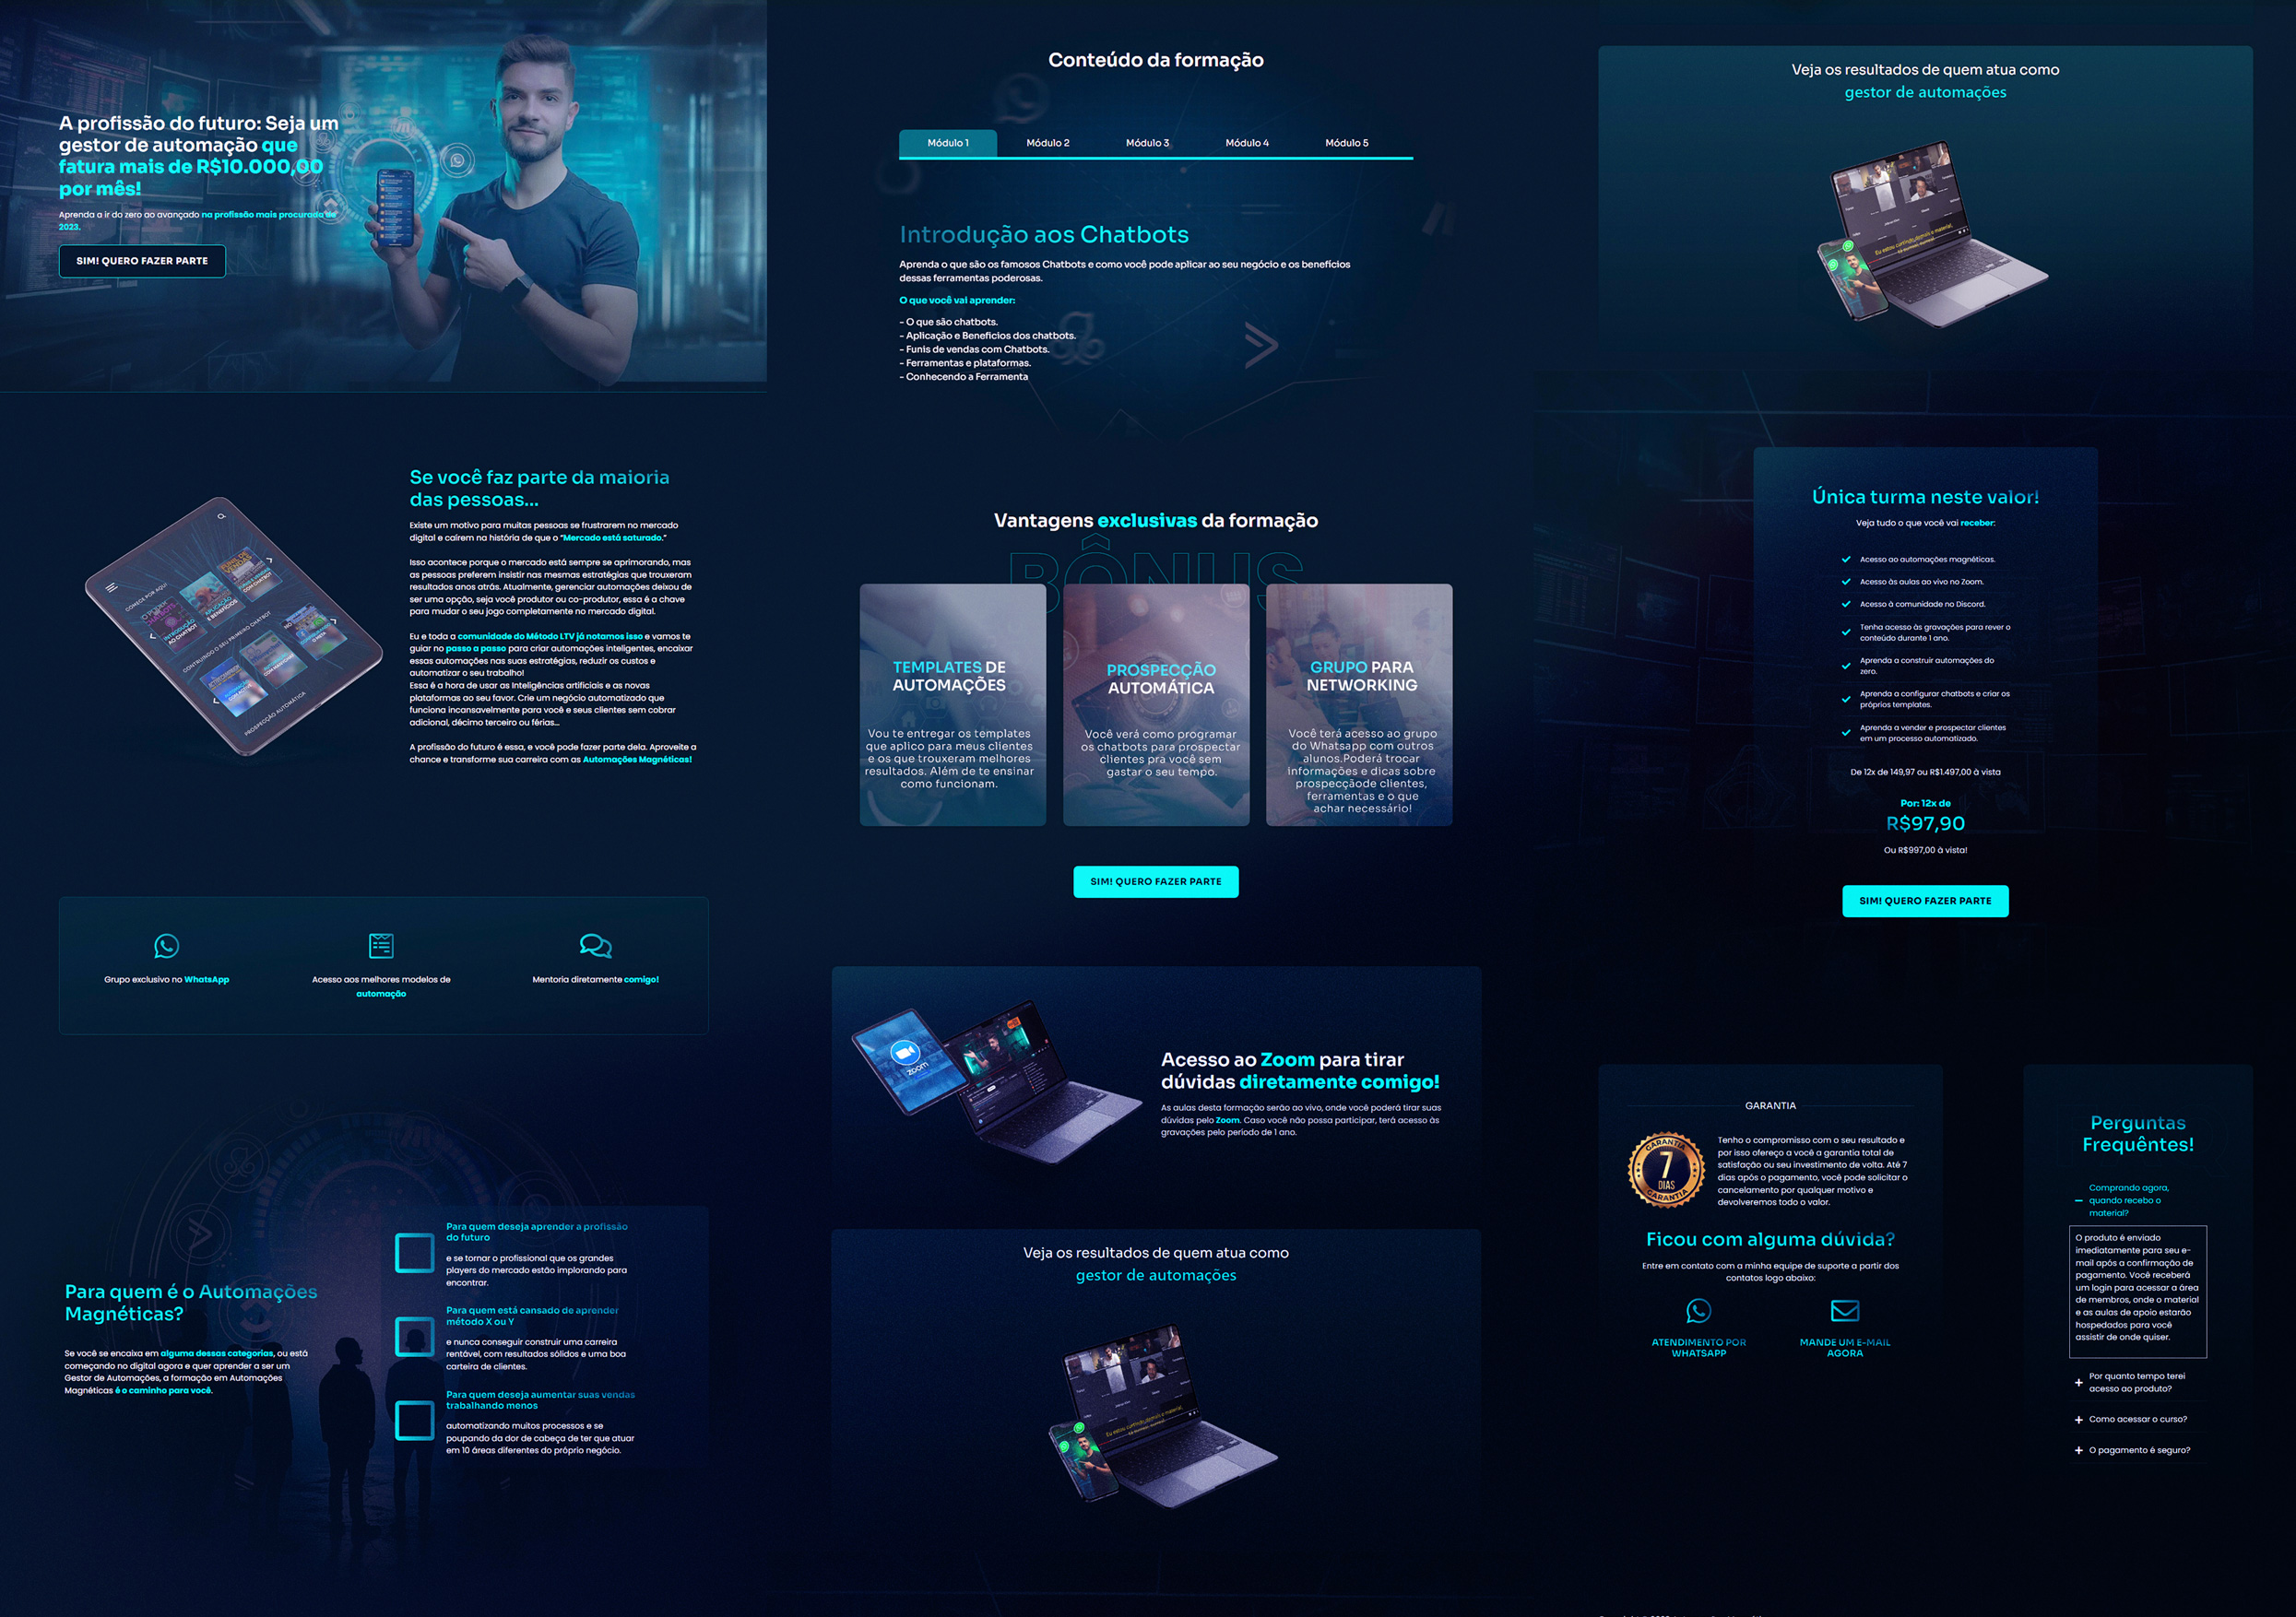 A profissão do futuro: Seja um
gestor de automação que
fatura mais de R$10.000,00
por mês!
Aprenda a ir do zero ao avançado na profissão mais procurada de
2023.
SIM! QUERO FAZER PARTE
Se você faz parte da maioria
das pessoas...
Existe um motivo para muitas pessoas se frustrarem no mercado
digital e caírem na história de que o “Mercado está saturado.”
Isso acontece porque o mercado está sempre se aprimorando, mas
as pessoas preferem insistir nas mesmas estratégias que trouxeram
resultados anos atrás. Atualmente, gerenciar automações deixou de
ser uma opção, seja você produtor ou co-produtor, essa é a chave
para mudar o seu jogo completamente no mercado digital.
Eu e toda a comunidade do Método LTV já notamos isso e vamos te
guiar no passo a passo para criar automações inteligentes, encaixar
essas automações nas suas estratégias, reduzir os custos e
automatizar o seu trabalho!
Essa é a hora de usar as Inteligências artificiais e as novas
plataformas ao seu favor. Crie um negócio automatizado que
funciona incansavelmente para você e seus clientes sem cobrar
adicional, décimo terceiro ou férias...
A profissão do futuro é essa, e você pode fazer parte dela. Aproveite a
chance e transforme sua carreira com as Automações Magnéticas!
COMECE POR AQUI
INTRODUÇÃO
AO CHATBOT
APLICAÇÃO
E BENEFÍCIOS
CONSTRUINDO O SEU PRIMEIRO CHATBOT
PROSPECÇÃO AUTOMÁTICA
Grupo exclusivo no WhatsApp
Acesso aos melhores modelos de
automação
Mentoria diretamente comigo!
Para quem é o Automações
Magnéticas?
Se você se encaixa em alguma dessas categorias, ou está
começando no digital agora e quer aprender a ser um
Gestor de Automações, a formação em Automações
Magnéticas é o caminho para você.
Para quem deseja aprender a profissão
do futuro
e se tornar o profissional que os grandes
players do mercado estão implorando para
encontrar.
Para quem está cansado de aprender
método X ou Y
e nunca conseguir construir uma carreira
rentável, com resultados sólidos e uma boa
carteira de clientes.
Para quem deseja aumentar suas vendas
trabalhando menos
automatizando muitos processos e se
poupando da dor de cabeça de ter que atuar
em 10 áreas diferentes do próprio negócio.
Conteúdo da formação
Módulo 1
Módulo 2
Módulo 3
Módulo 4
Módulo 5
Introdução aos Chatbots
Aprenda o que são os famosos Chatbots e como você pode aplicar ao seu negócio e os benefícios
dessas ferramentas poderosas.
O que você vai aprender:
- O que são chatbots.
- Aplicação e Beneficios dos chatbots.
- Funis de vendas com Chatbots.
- Ferramentas e plataformas.
- Conhecendo a Ferramenta
Vantagens exclusivas da formação
BÔNUS
TEMPLATES DE
AUTOMAÇÕES
Vou te entregar os templates
que aplico para meus clientes
e os que trouxeram melhores
resultados. Além de te ensinar
como funcionam.
PROSPECÇÃO
AUTOMÁTICA
Você verá como programar
os chatbots para prospectar
clientes pra você sem
gastar o seu tempo.
GRUPO PARA
NETWORKING
Você terá acesso ao grupo
do Whatsapp com outros
alunos.Poderá trocar
informações e dicas sobre
prospecçãode clientes,
ferramentas e o que
achar necessário!
SIM! QUERO FAZER PARTE
zoom
Acesso ao Zoom para tirar
dúvidas diretamente comigo!
As aulas desta formação serão ao vivo, onde você poderá tirar suas
dúvidas pelo Zoom. Caso você não possa participar, terá acesso às
gravações pelo período de 1 ano.
Veja os resultados de quem atua como
gestor de automações
Veja os resultados de quem atua como
gestor de automações
Única turma neste valor!
Veja tudo o que você vai receber:
Acesso ao automações magnéticas.
Acesso às aulas ao vivo no Zoom.
Acesso à comunidade no Discord.
Tenha acesso às gravações para rever o
conteúdo durante 1 ano.
Aprenda a construir automações do
zero.
Aprenda a configurar chatbots e criar os
próprios templates.
Aprenda a vender e prospectar clientes
em um processo automatizado.
De 12x de 149,97 ou R$1.497,00 à vista
Por: 12x de
R$97,90
Ou R$997,00 à vista!
SIM! QUERO FAZER PARTE
GARANTIA
GARANTIA
7
DIAS
GARANTIA
Tenho o compromisso com o seu resultado e
por isso ofereço a você a garantia total de
satisfação ou seu investimento de volta. Até 7
dias após o pagamento, você pode solicitar o
cancelamento por qualquer motivo e
devolveremos todo o valor.
Ficou com alguma dúvida?
Entre em contato com a minha equipe de suporte a partir dos
contatos logo abaixo:
ATENDIMENTO POR
WHATSAPP
MANDE UM E-MAIL
AGORA
Perguntas
Frequêntes!
Comprando agora,
quando recebo o
material?
O produto é enviado
imediatamente para seu e-
mail após a confirmação de
pagamento. Você receberá
um login para acessar a área
de membros, onde o material
e as aulas de apoio estarão
hospedados para você
assistir de onde quiser.
Por quanto tempo terei
acesso ao produto?
Como acessar o curso?
O pagamento é seguro?